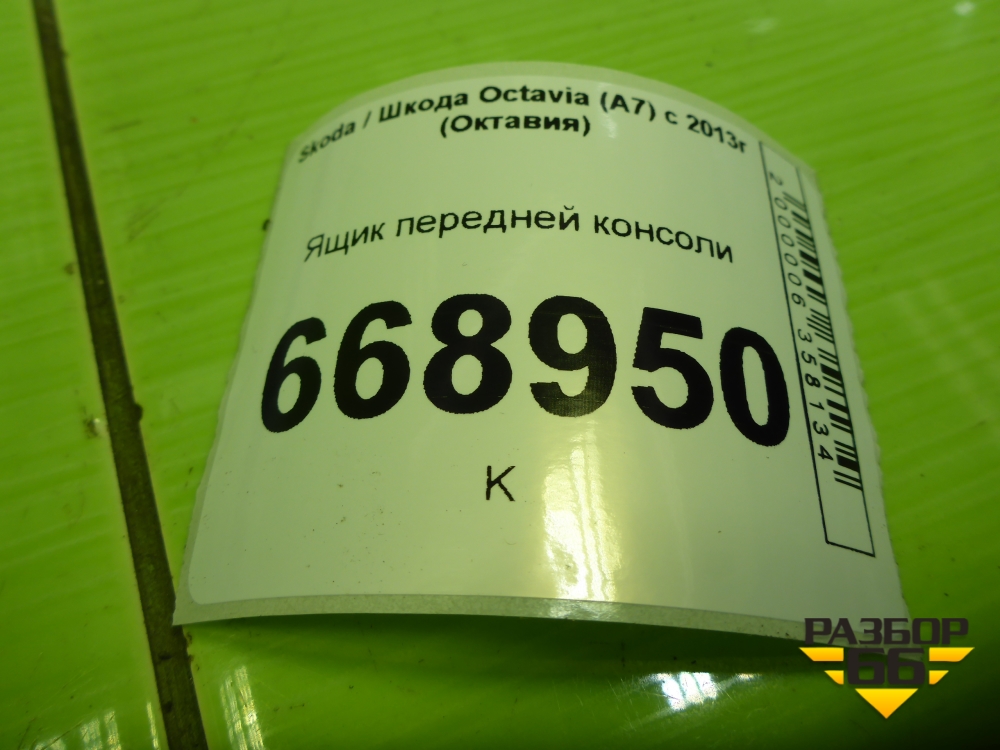 Skoda / Шкода Octavia (A7) с 2013г
(Октавия)
Ящик передней консоли
668950
К
2000006358134
РАЗБОР
66